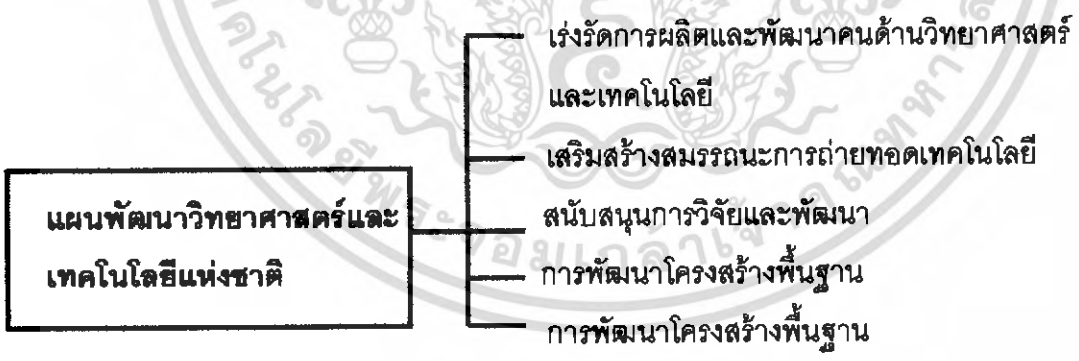 เร่งรัดการผลิตและพัฒนาคนด้านวิทยาศาสตร์
และเทคโนโลยี
เสริมสร้างสมรรถนะการถ่ายทอดเทคโนโลยี
แผนพัฒนาวิทยาศาสตร์และ
เทคโนโลยีแห่งชาติ
สนับสนุนการวิจัยและพัฒนา
การพัฒนาโครงสร้างพื้นฐาน
การพัฒนาโครงสร้างพื้นฐาน